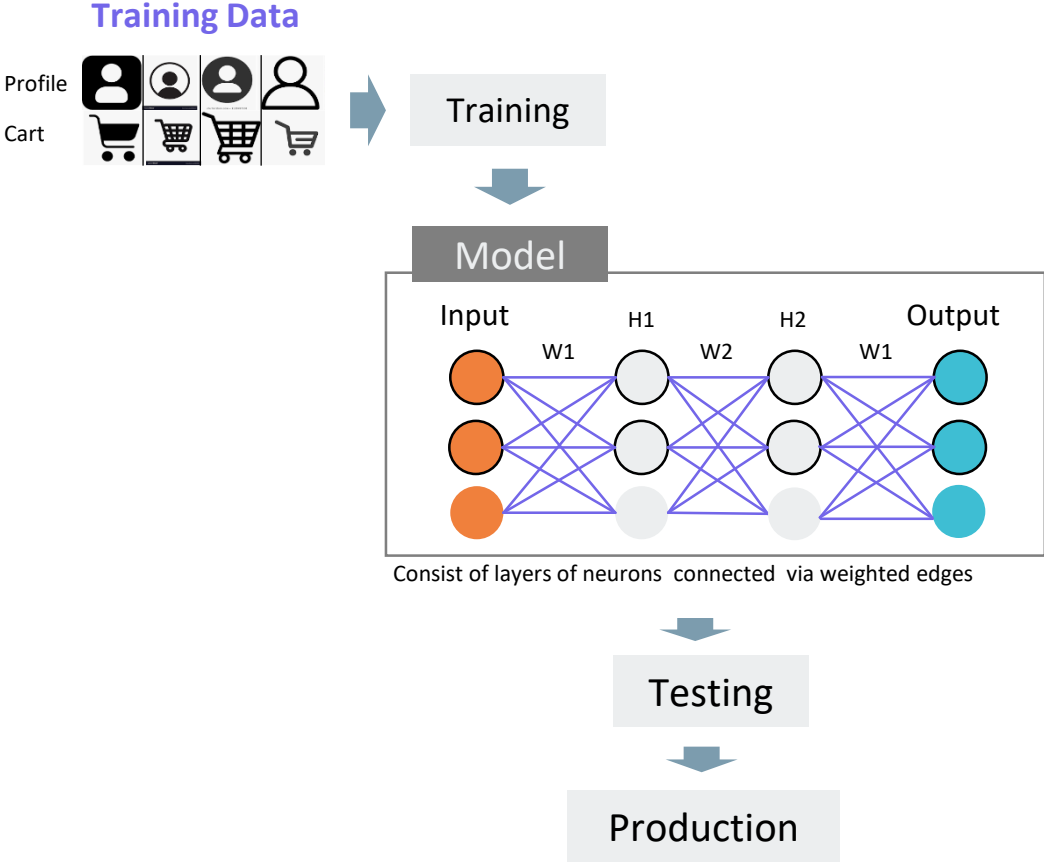 Training Data
Profile
Cart
Training
Model
Input H1 H2 Output
W1 W2 W1
Consist of layers of neurons connected via weighted edges
Testing
Production